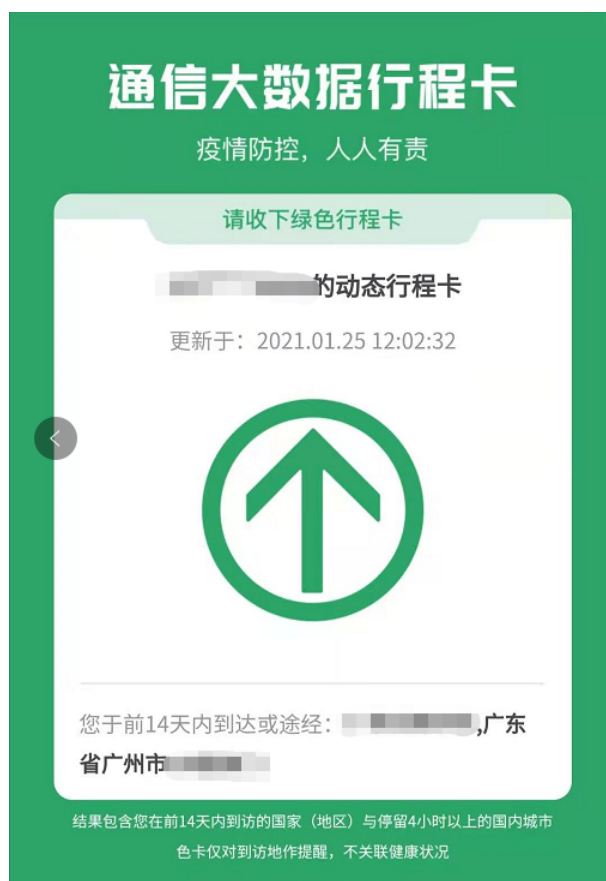 通信大数据行程卡
疫情防控，人人有责
请收下绿色行程卡
的动态行程卡
更新于：2021.01.25 12:02:32
您于前14天内到达或途经：,广东
省广州市
结果包含您在前14天内到访的国家（地区）与停留4小时以上的国内城市
色卡仅对到访地作提醒，不关联健康状况